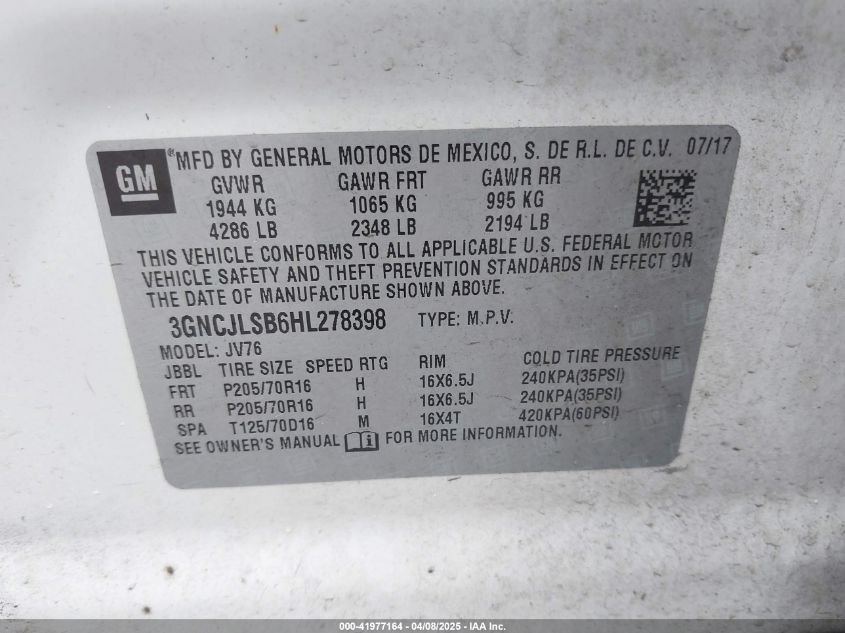 GM
®MFD BY GENERAL MOTORS DE MEXICO, S. DE R.L. DE C.V. 07/17
GVWR GAWR FRT GAWR RR
1944 KG 1065 KG 995 KG
4286 LB 2348 LB 2194 LB
THIS VEHICLE CONFORMS TO ALL APPLICABLE U.S. FEDERAL MOTOR
VEHICLE SAFETY AND THEFT PREVENTION STANDARDS IN EFFECT ON
THE DATE OF MANUFACTURE SHOWN ABOVE.
3GNCJLSB6HL278398 TYPE: M.P.V.
MODEL: JV76
JBBL TIRE SIZE SPEED RTG RIM COLD TIRE PRESSURE
FRT P205/70R16 H 16X6.5J 240KPA(35PSI)
RR P205/70R16 H 16X6.5J 240KPA(35PSI)
SPA T125/70D16 M 16X4T 420KPA(60PSI)
SEE OWNER'S MANUAL i FOR MORE INFORMATION.
000-41977164 - 04/08/2025 - IAA Inc.